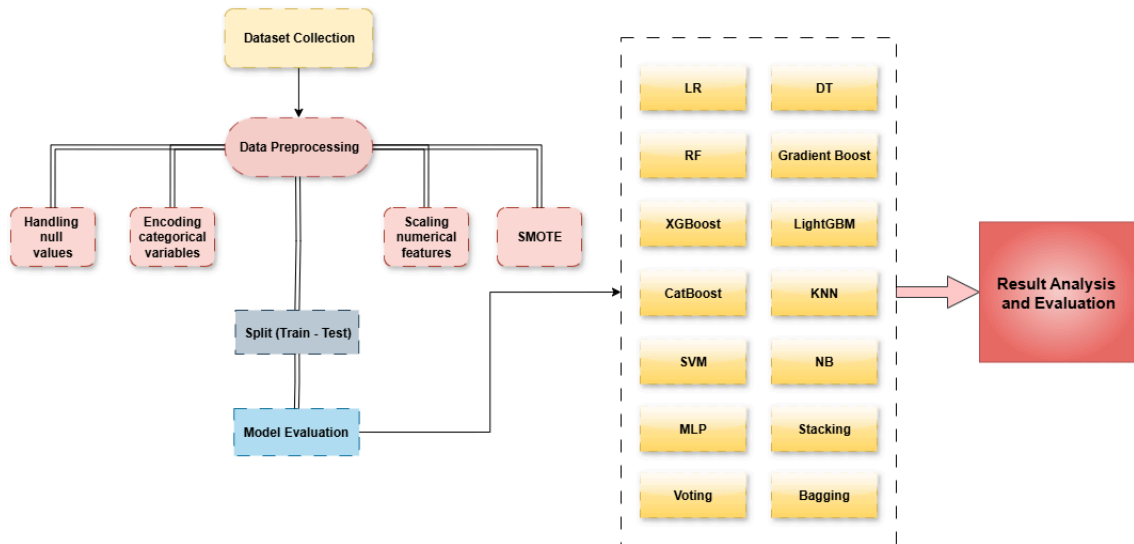 Dataset Collection
Data Preprocessing
Handling
null
values
Encoding
categorical
variables
Scaling
numerical
features
SMOTE
Split (Train - Test)
Model Evaluation
LR
DT
RF
Gradient Boost
XGBoost
LightGBM
CatBoost
KNN
SVM
NB
MLP
Stacking
Voting
Bagging
Result Analysis
and Evaluation